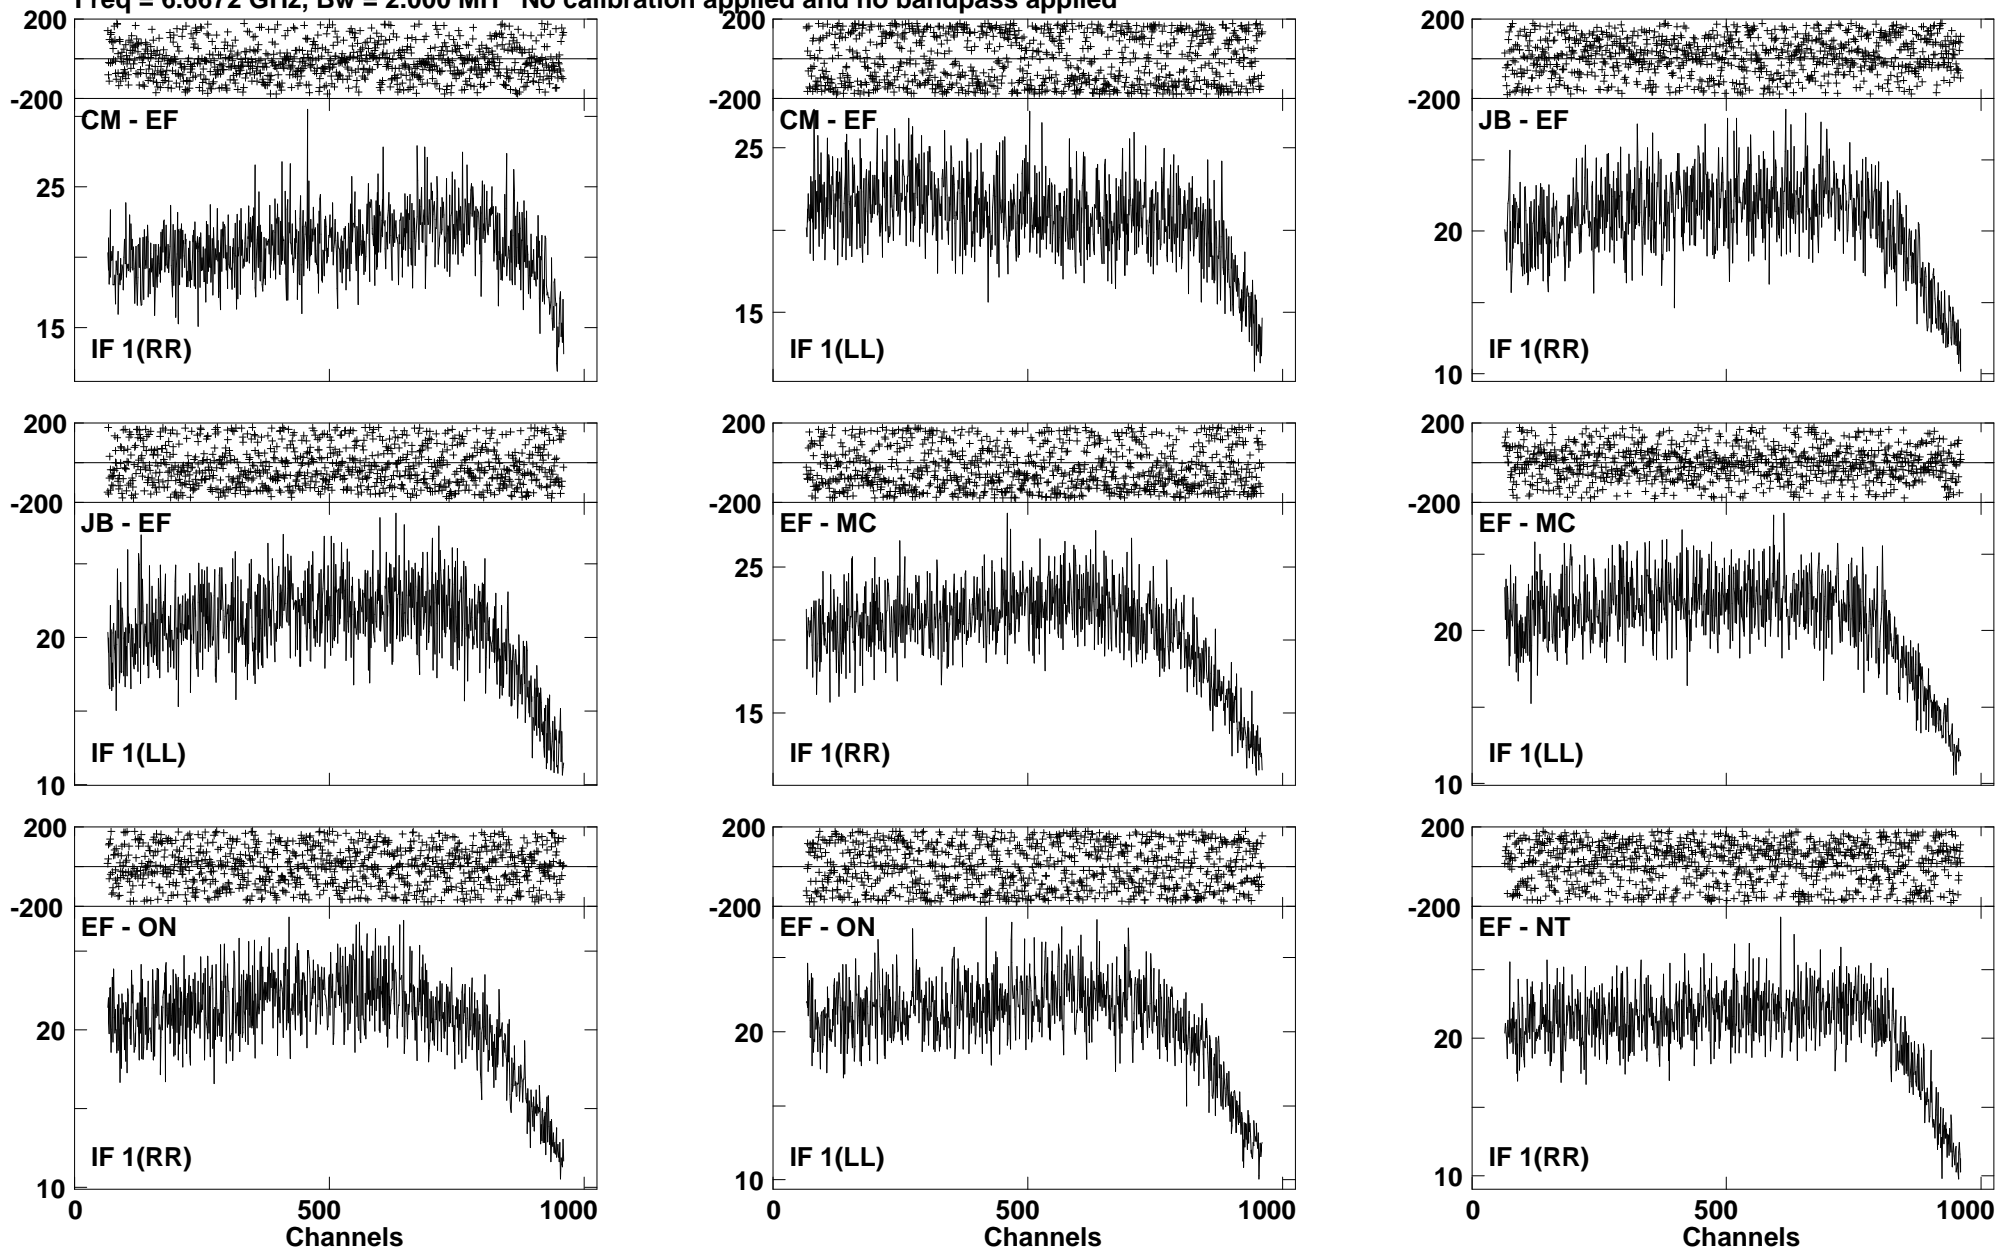 Freq = 6.6672 GHz, Bw = 2.000 MH No calibration applied and no bandpass applied
200
-200
CM - EF
25
15
IF 1(RR)
200
-200
CM - EF
25
15
IF 1(LL)
200
-200
JB - EF
20
10
IF 1(RR)
200
-200
JB - EF
20
10
IF 1(LL)
200
-200
EF - MC
25
15
IF 1(RR)
200
-200
EF - MC
20
10
IF 1(LL)
200
-200
EF - ON
20
10
IF 1(RR)
0 500 1000
Channels
200
-200
EF - ON
20
10
IF 1(LL)
0 500 1000
Channels
200
-200
EF - NT
20
10
IF 1(RR)
0 500 1000
Channels